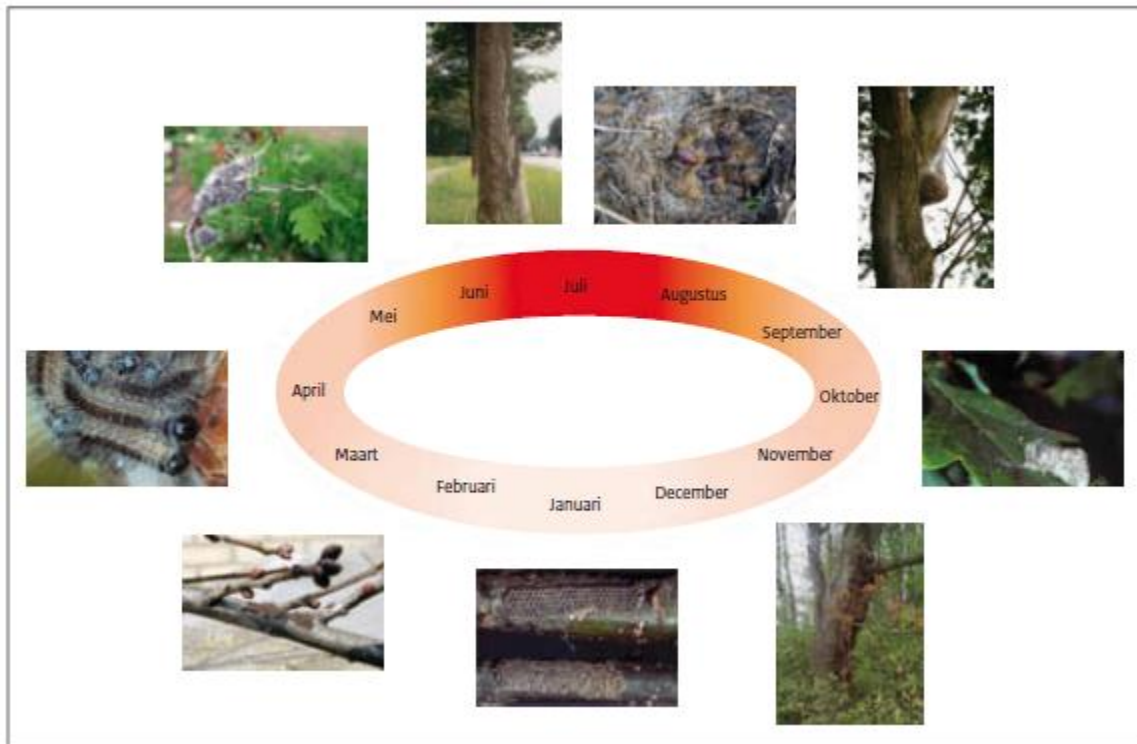 Januari
Februari
Maart
April
Mei
Juni
Juli
Augustus
September
Oktober
November
December